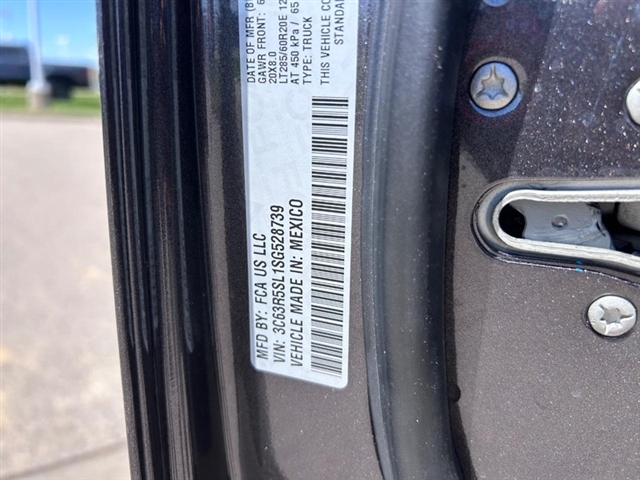 DATE OF MFR
GAWR FRONT:
20X8.0
LT285/60R20E
AT 450 kPa / 65
TYPE: TRUCK
THIS VEHICLE CO
STANDAR
MFD BY: FCA US LLC
VIN: 3C63R5SL1SG528739
VEHICLE MADE IN: MEXICO